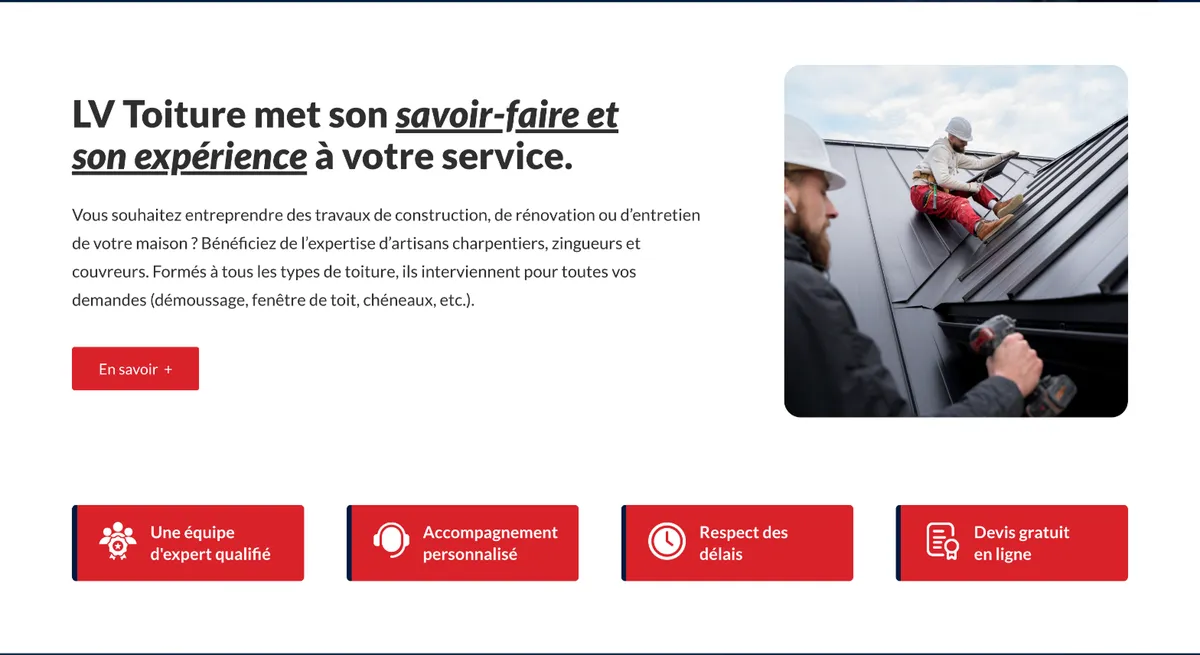 LV Toiture met son savoir-faire et
son expérience à votre service.
Vous souhaitez entreprendre des travaux de construction, de rénovation ou d’entretien
de votre maison ? Bénéficiez de l’expertise d’artisans charpentiers, zingueurs et
couvreurs. Formés à tous les types de toiture, ils interviennent pour toutes vos
demandes (démoussage, fenêtre de toit, chéneaux, etc.).
En savoir +
Une équipe
d'expert qualifié
Accompagnement
personnalisé
Respect des
délais
Devis gratuit
en ligne